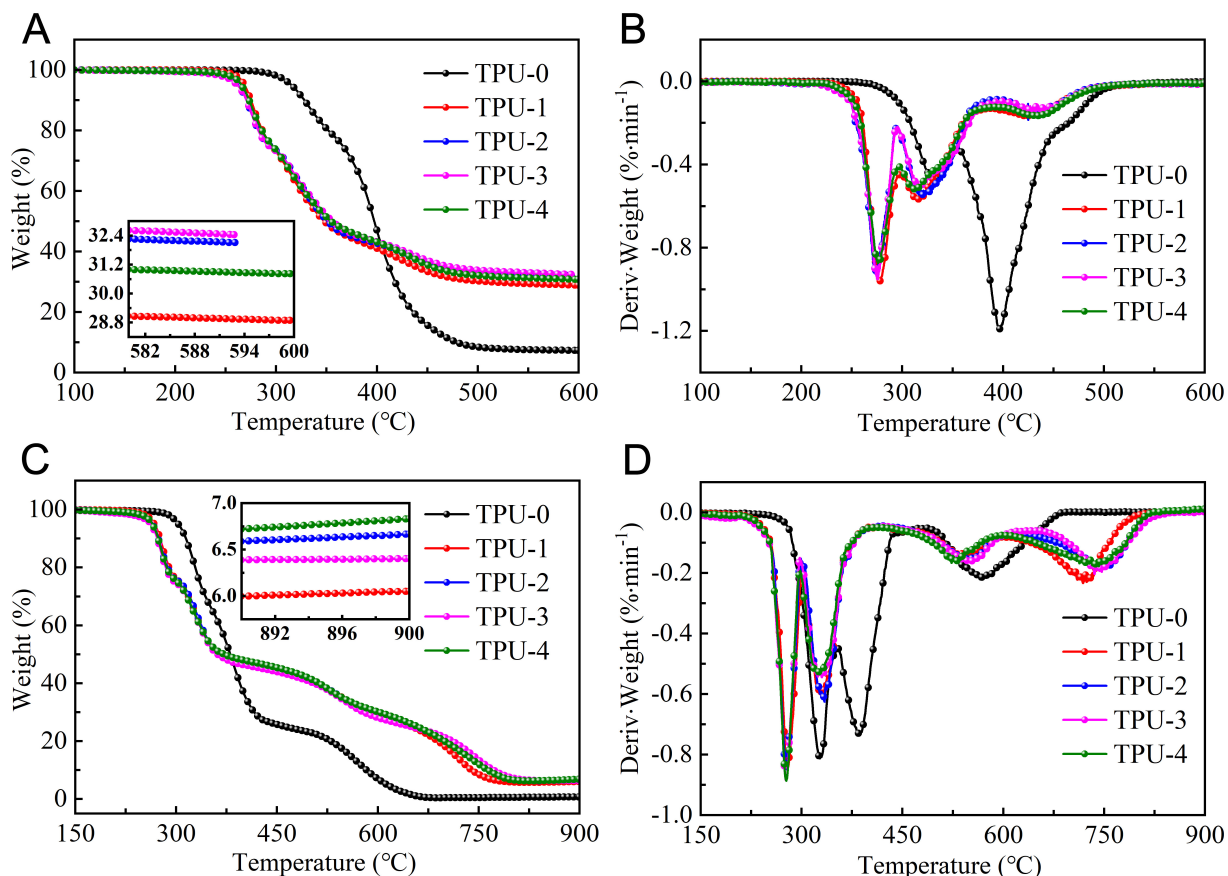 A
100
80
60
40
20
0
Weight (%)
TPU-0
TPU-1
TPU-2
TPU-3
TPU-4
32.4
31.2
30.0
28.8
582 588 594 600
100 200 300 400 500 600
Temperature (℃)
B
0.0
-0.4
-0.8
-1.2
Deriv·Weight (%·min⁻¹)
TPU-0
TPU-1
TPU-2
TPU-3
TPU-4
100 200 300 400 500 600
Temperature (℃)
C
100
80
60
40
20
0
Weight (%)
7.0
6.5
6.0
892 896 900
TPU-0
TPU-1
TPU-2
TPU-3
TPU-4
150 300 450 600 750 900
Temperature (℃)
D
0.0
-0.2
-0.4
-0.6
-0.8
-1.0
Deriv·Weight (%·min⁻¹)
TPU-0
TPU-1
TPU-2
TPU-3
TPU-4
150 300 450 600 750 900
Temperature (℃)